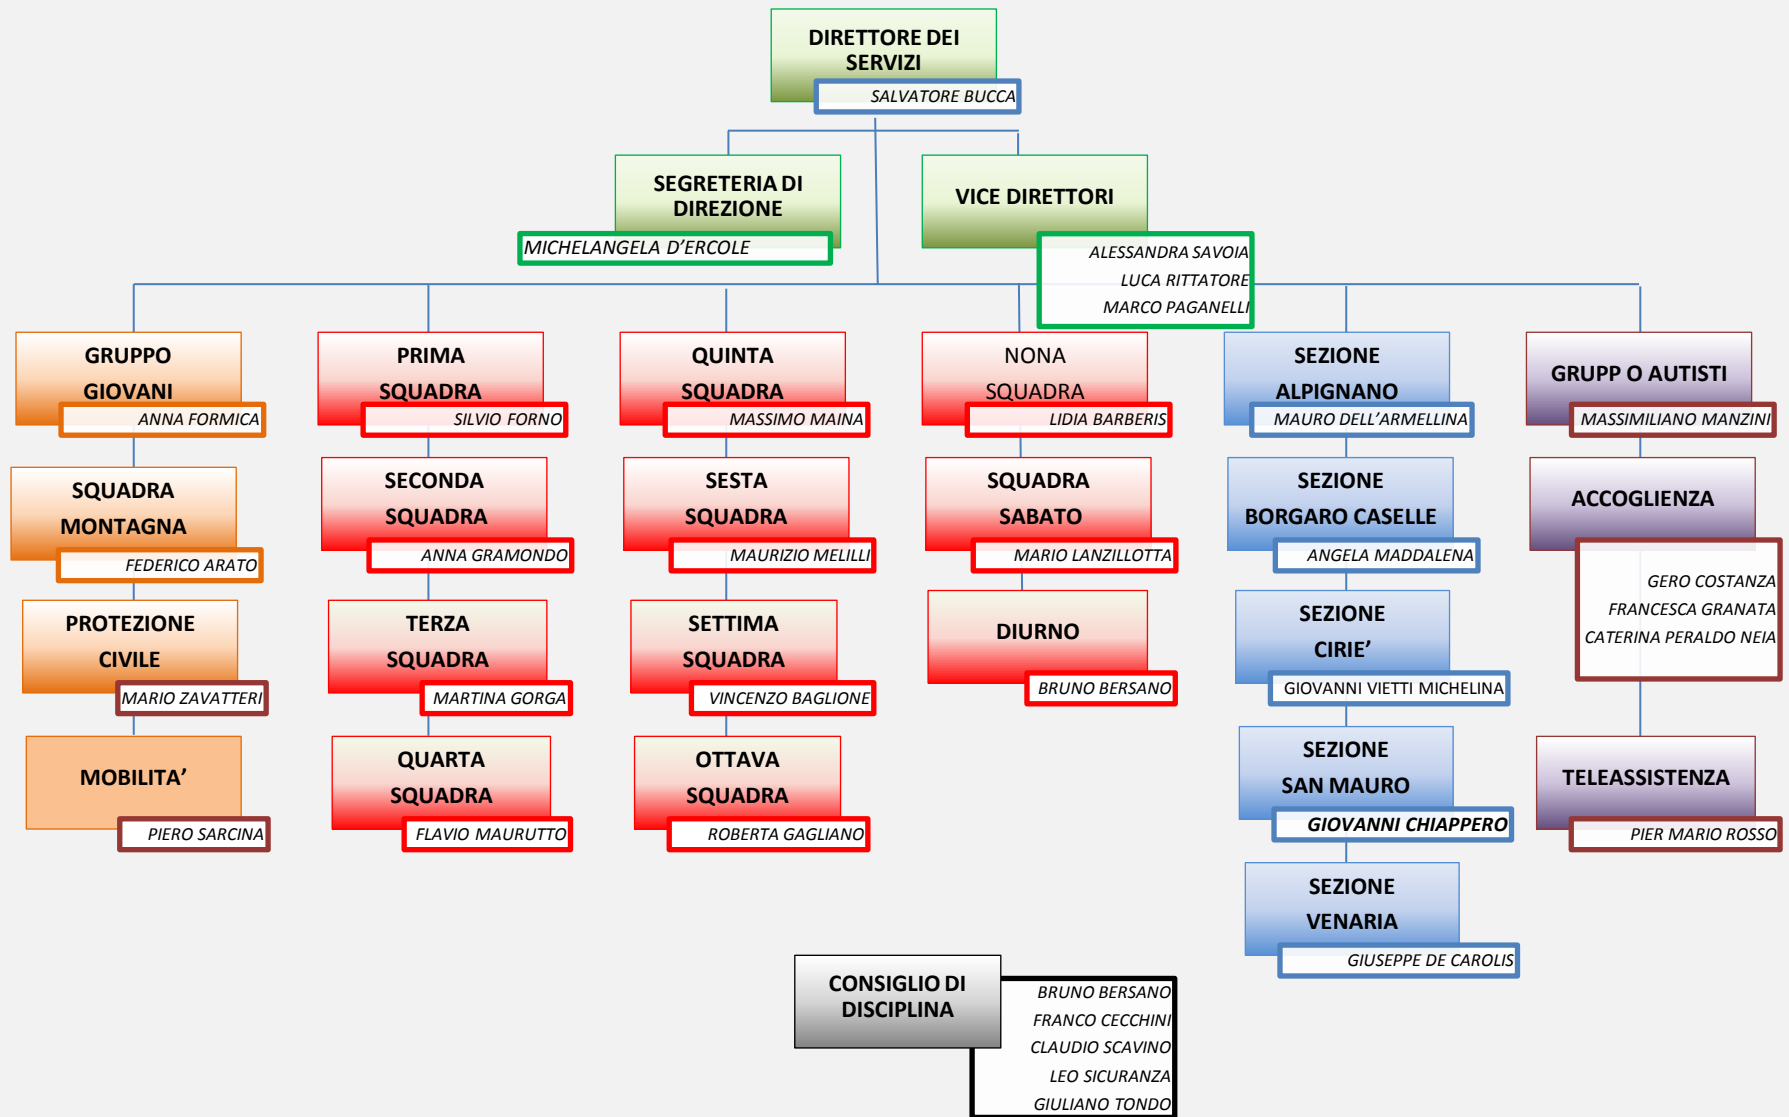 DIRETTORE DEI
SERVIZI
SALVATORE BUCCA
SEGRETERIA DI
DIREZIONE
MICHELANGELA D'ERCOLE
VICE DIRETTORI
ALESSANDRA SAVOIA
LUCA RITTATORE
MARCO PAGANELLI
GRUPPO
GIOVANI
ANNA FORMICA
SQUADRA
MONTAGNA
FEDERICO ARATO
PROTEZIONE
CIVILE
MARIO ZAVATTERI
MOBILITA'
PIERO SARCINA
PRIMA
SQUADRA
SILVIO FORNO
SECONDA
SQUADRA
ANNA GRAMONDO
TERZA
SQUADRA
MARTINA GORGA
QUARTA
SQUADRA
FLAVIO MAURUTTO
QUINTA
SQUADRA
MASSIMO MAINA
SESTA
SQUADRA
MAURIZIO MELILLI
SETTIMA
SQUADRA
VINCENZO BAGLIONE
OTTAVA
SQUADRA
ROBERTA GAGLIANO
NONA
SQUADRA
LIDIA BARBERIS
SQUADRA
SABATO
MARIO LANZILLOTTA
DIURNO
BRUNO BERSANO
SEZIONE
ALPIGNANO
MAURO DELL'ARMELLINA
SEZIONE
BORGARO CASELLE
ANGELA MADDALENA
SEZIONE
CIRIE'
GIOVANNI VIETTI MICHELINA
SEZIONE
SAN MAURO
GIOVANNI CHIAPPERO
SEZIONE
VENARIA
GIUSEPPE DE CAROLIS
GRUPP O AUTISTI
MASSIMILIANO MANZINI
ACCOGLIENZA
GERO COSTANZA
FRANCESCA GRANATA
CATERINA PERALDO NEIA
TELEASSISTENZA
PIER MARIO ROSSO
CONSIGLIO DI
DISCIPLINA
BRUNO BERSANO
FRANCO CECCHINI
CLAUDIO SCAVINO
LEO SICURANZA
GIULIANO TONDO